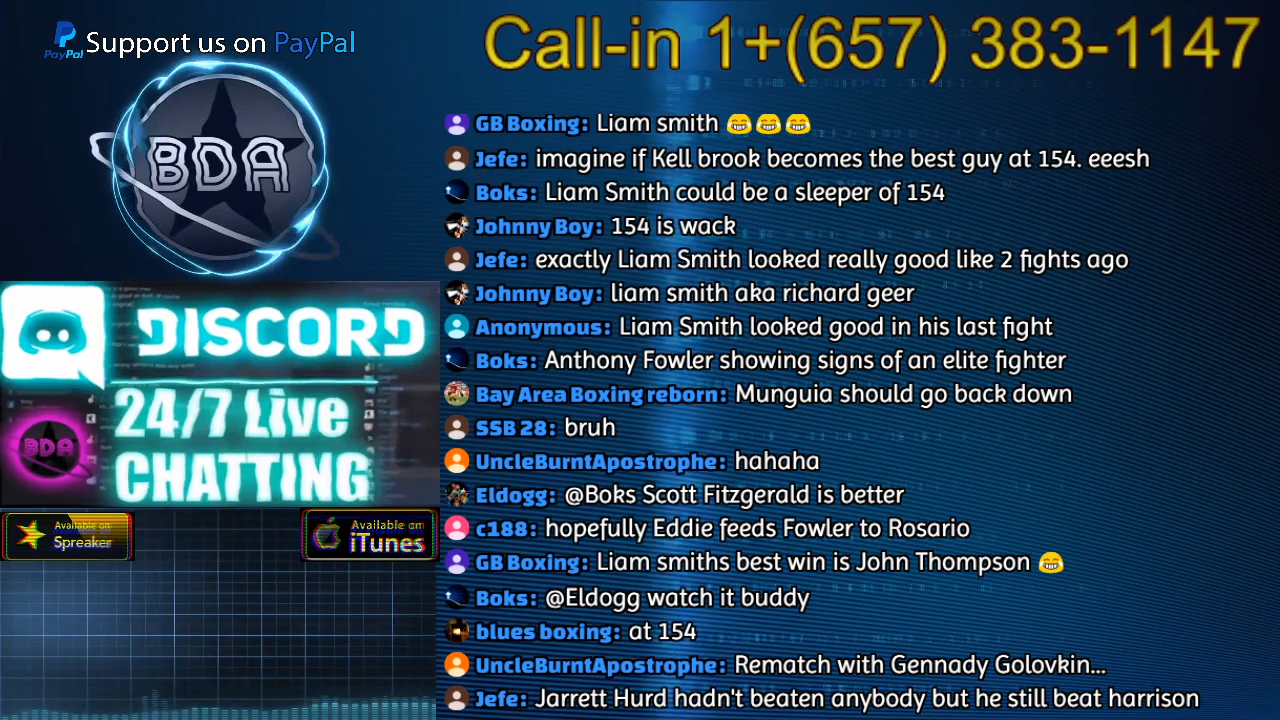 PayPal
Support us on PayPal
Call-in 1+(657) 383-1147
BDA
GB Boxing: Liam smith 😂😂😂
Jefe: imagine if Kell brook becomes the best guy at 154. eeesh
Boks: Liam Smith could be a sleeper of 154
Johnny Boy: 154 is wack
Jefe: exactly Liam Smith looked really good like 2 fights ago
Johnny Boy: liam smith aka richard geer
Anonymous: Liam Smith looked good in his last fight
Boks: Anthony Fowler showing signs of an elite fighter
Bay Area Boxing reborn: Munguia should go back down
SSB 28: bruh
UncleBurntApostrophe: hahaha
Eldogg: @Boks Scott Fitzgerald is better
c188: hopefully Eddie feeds Fowler to Rosario
GB Boxing: Liam smiths best win is John Thompson 😂
Boks: @Eldogg watch it buddy
blues boxing: at 154
UncleBurntApostrophe: Rematch with Gennady Golovkin...
Jefe: Jarrett Hurd hadn't beaten anybody but he still beat harrison
DISCORD
24/7 Live
CHATTING
BDA
Available on
Spreaker
Available on
iTunes